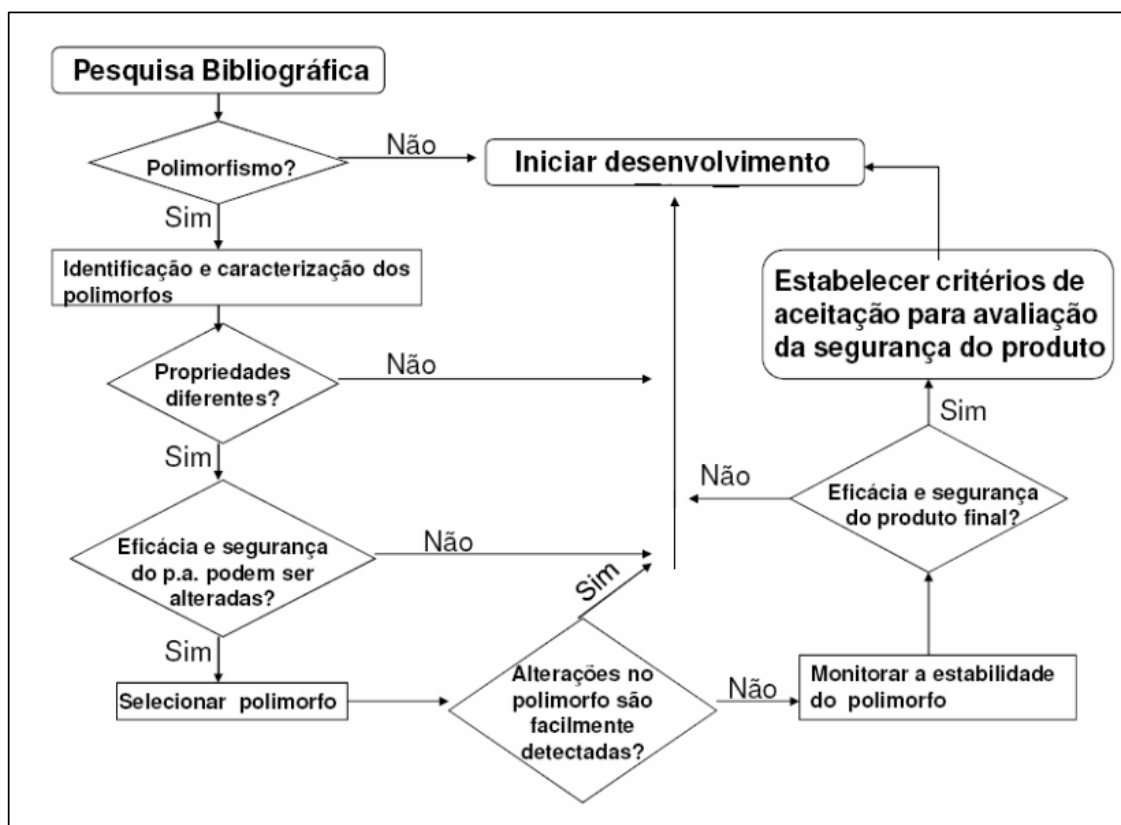 Pesquisa Bibliográfica
Polimorfismo?
Não
Iniciar desenvolvimento
Sim
Identificação e caracterização dos
polimorfos
Propriedades
diferentes?
Não
Sim
Eficácia e segurança
do p.a. podem ser
alteradas?
Não
Sim
Selecionar polimorfo
Alterações no
polimorfo são
facilmente
detectadas?
Sim
Não
Monitorar a estabilidade
do polimorfo
Eficácia e segurança
do produto final?
Não
Sim
Estabelecer critérios de
aceitação para avaliação
da segurança do produto